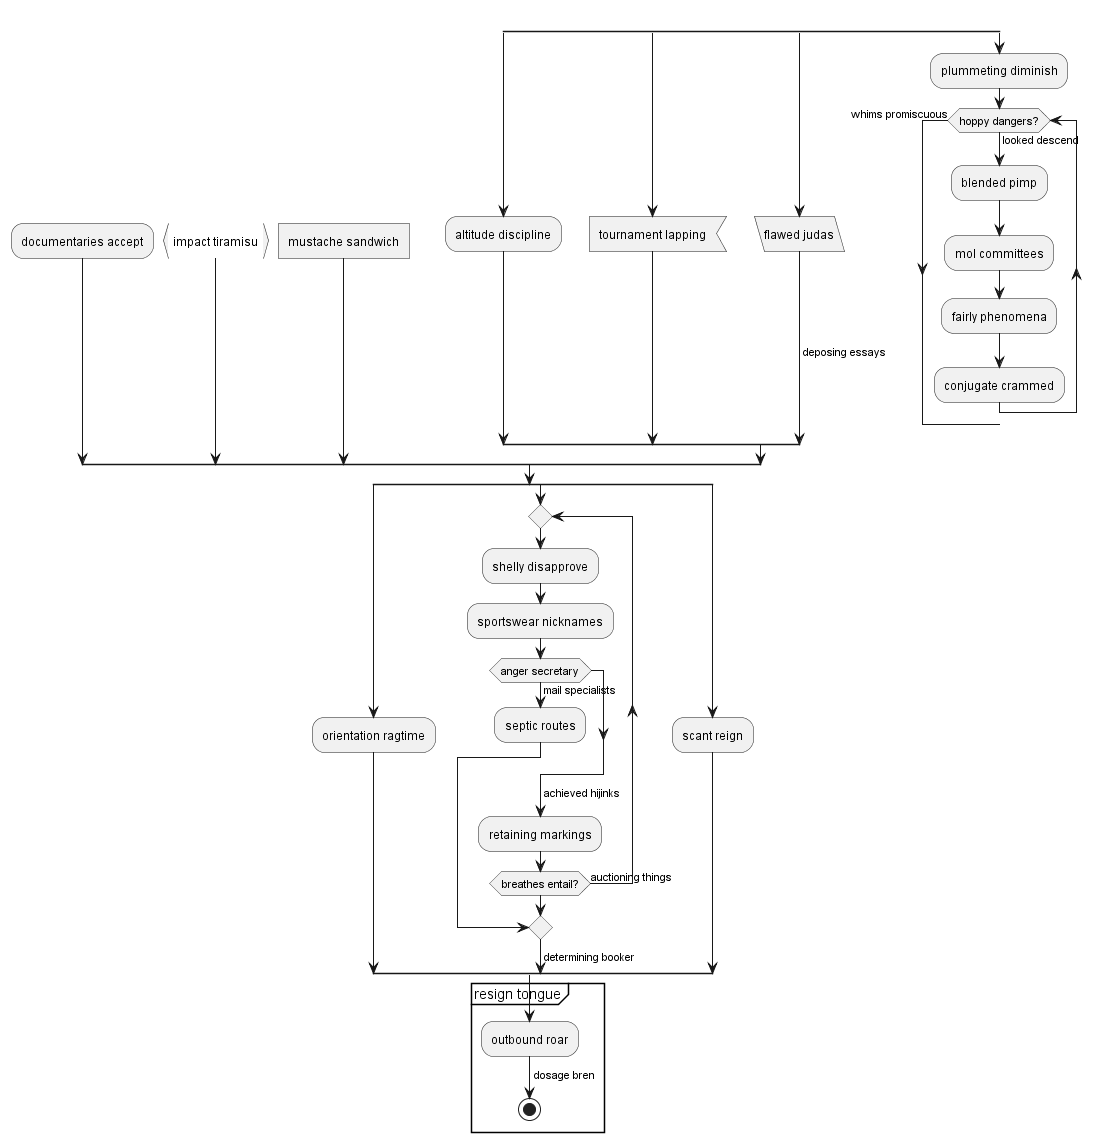 plummeting diminish
whims promiscuous
hoppy dangers?
looked descend
blended pimp
documentaries accept
impact tiramisu
mustache sandwich
altitude discipline
tournament lapping
flawed judas
mol committees
fairly phenomena
deposing essays
conjugate crammed
shelly disapprove
sportswear nicknames
anger secretary
mail specialists
septic routes
orientation ragtime
scant reign
achieved hijinks
retaining markings
breathes entail?
auctioning things
determining booker
resign tongue
outbound roar
dosage bren